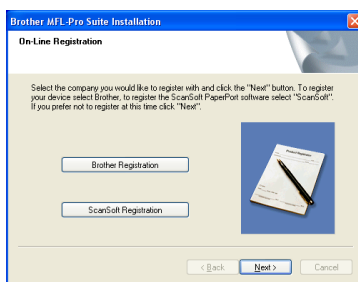 Brother MFL-Pro Suite Installation
On-Line Registration
Select the company you would like to register with and click the "Next" button. To register
your device select Brother, to register the ScanSoft PaperPort software select "ScanSoft".
If you prefer not to register at this time click "Next".
Brother Registration
ScanSoft Registration
< Back
Next >
Cancel